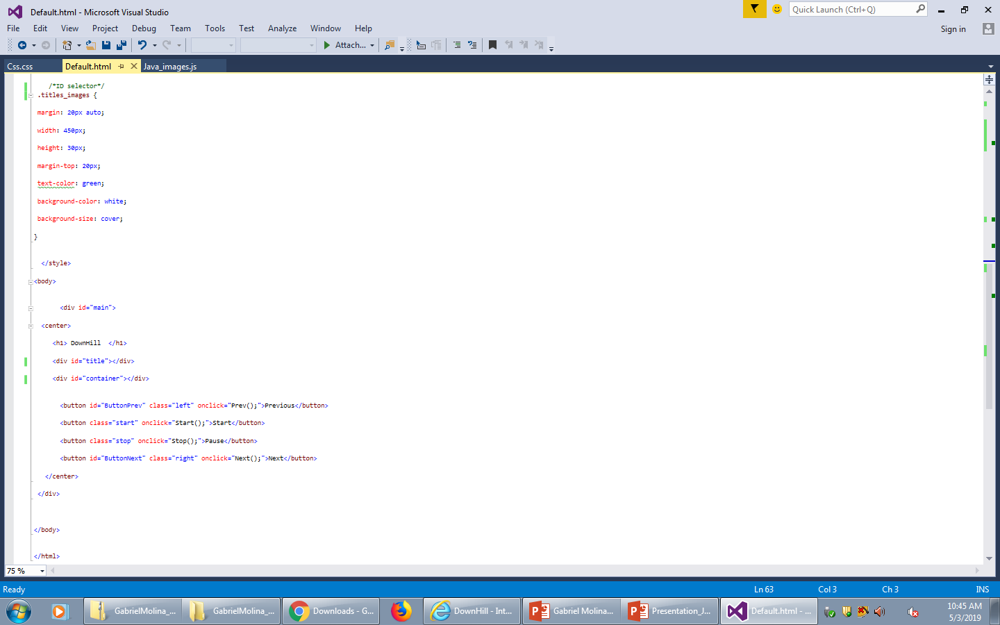 Default.html - Microsoft Visual Studio
Quick Launch (Ctrl+Q)
File Edit View Project Debug Team Tools Test Analyze Window Help
Sign in
Attach...
Css.css Default.html Java_images.js
/*ID selector*/
.titles_images {
margin: 20px auto;
width: 450px;
height: 30px;
margin-top: 20px;
text-color: green;
background-color: white;
background-size: cover;
}
</style>
<body>
<div id="main">
<center>
<h1> DownHill </h1>
<div id="title"></div>
<div id="container"></div>
<button id="ButtonPrev" class="left" onclick="Prev();">Previous</button>
<button class="start" onclick="Start();">Start</button>
<button class="stop" onclick="Stop();">Pause</button>
<button id="ButtonNext" class="right" onclick="Next();">Next</button>
</center>
</div>
</body>
</html>
75 %
Ready Ln 63 Col 3 Ch 3 INS
GabrielMolina_... GabrielMolina_... Downloads - G... DownHill - Int... Gabriel Molina... Presentation_J... Default.html - ... 10:45 AM
5/3/2019